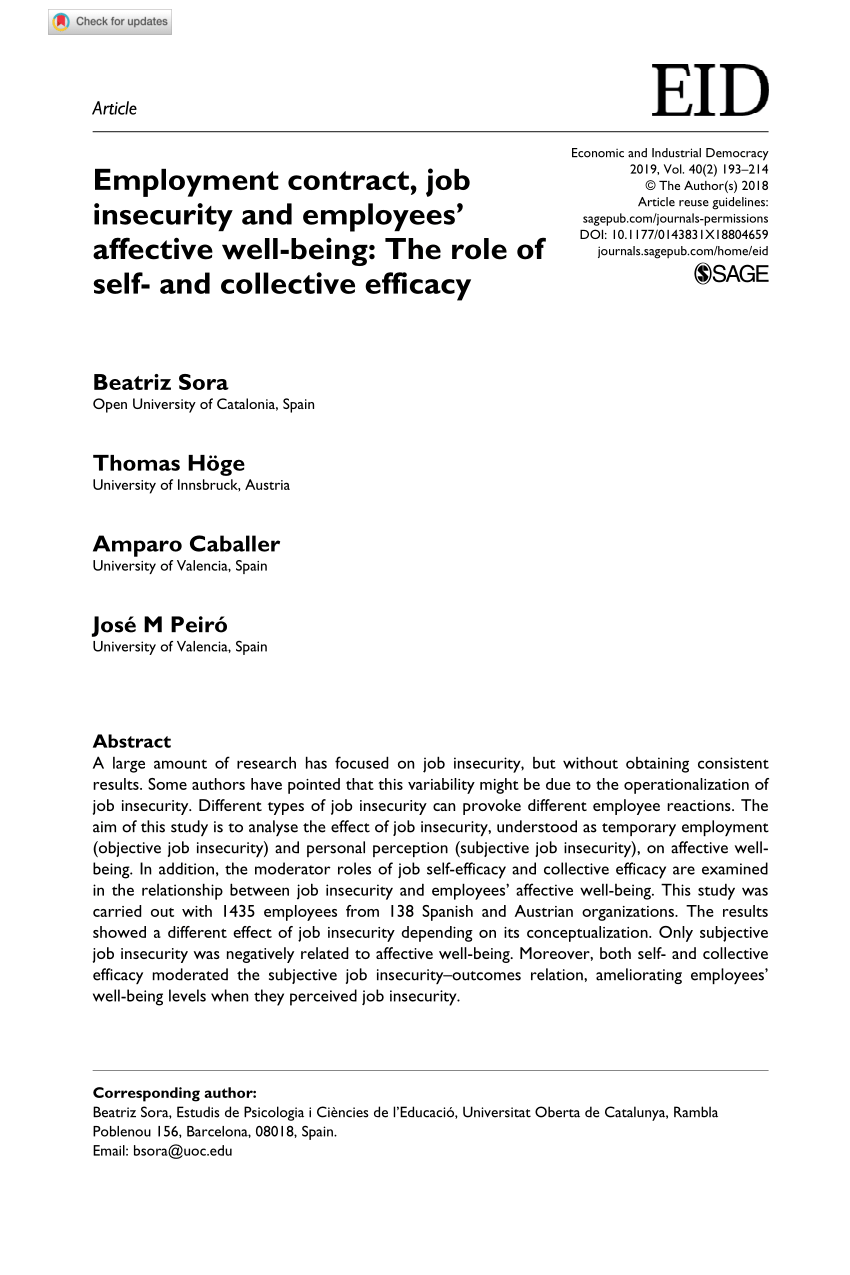 Check for updates
EID
Article
Economic and Industrial Democracy
2019, Vol. 40(2) 193–214
© The Author(s) 2018
Article reuse guidelines:
sagepub.com/journals-permissions
DOI: 10.1177/0143831X18804659
journals.sagepub.com/home/eid
SAGE
Employment contract, job
insecurity and employees’
affective well-being: The role of
self- and collective efficacy
Beatriz Sora
Open University of Catalonia, Spain
Thomas Höge
University of Innsbruck, Austria
Amparo Caballer
University of Valencia, Spain
José M Peiró
University of Valencia, Spain
Abstract
A large amount of research has focused on job insecurity, but without obtaining consistent
results. Some authors have pointed that this variability might be due to the operationalization of
job insecurity. Different types of job insecurity can provoke different employee reactions. The
aim of this study is to analyse the effect of job insecurity, understood as temporary employment
(objective job insecurity) and personal perception (subjective job insecurity), on affective well-
being. In addition, the moderator roles of job self-efficacy and collective efficacy are examined
in the relationship between job insecurity and employees’ affective well-being. This study was
carried out with 1435 employees from 138 Spanish and Austrian organizations. The results
showed a different effect of job insecurity depending on its conceptualization. Only subjective
job insecurity was negatively related to affective well-being. Moreover, both self- and collective
efficacy moderated the subjective job insecurity–outcomes relation, ameliorating employees’
well-being levels when they perceived job insecurity.
Corresponding author:
Beatriz Sora, Estudis de Psicologia i Ciències de l’Educació, Universitat Oberta de Catalunya, Rambla
Poblenou 156, Barcelona, 08018, Spain.
Email: bsora@uoc.edu